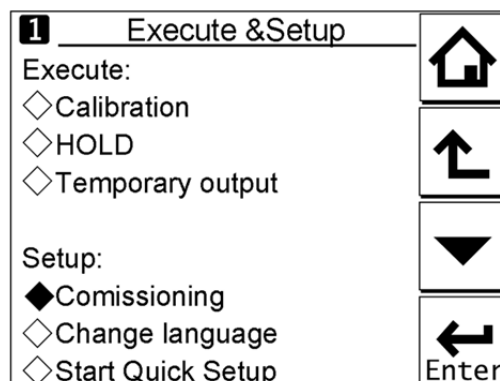 1 Execute &Setup
Execute:
Calibration
HOLD
Temporary output
Setup:
Comissioning
Change language
Start Quick Setup
Enter